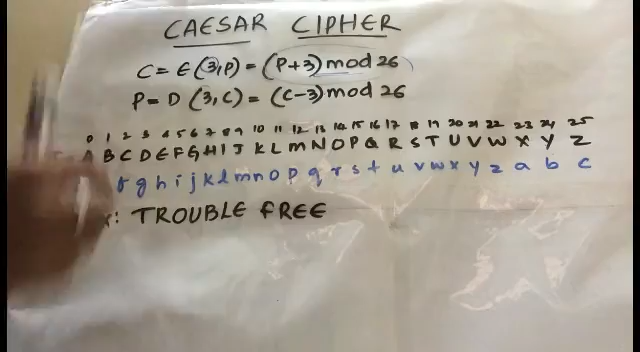 CAESAR CIPHER
C = E (3,P) = (P+3) mod 26
P = D (3,C) = (C-3) mod 26
0 1 2 3 4 5 6 7 8 9 10 11 12 13 14 15 16 17 18 19 20 21 22 23 24 25
A B C D E F G H I J K L M N O P Q R S T U V W X Y Z
f g h i j k l m n o p q r s t u v w x y z a b c
: TROUBLE FREE